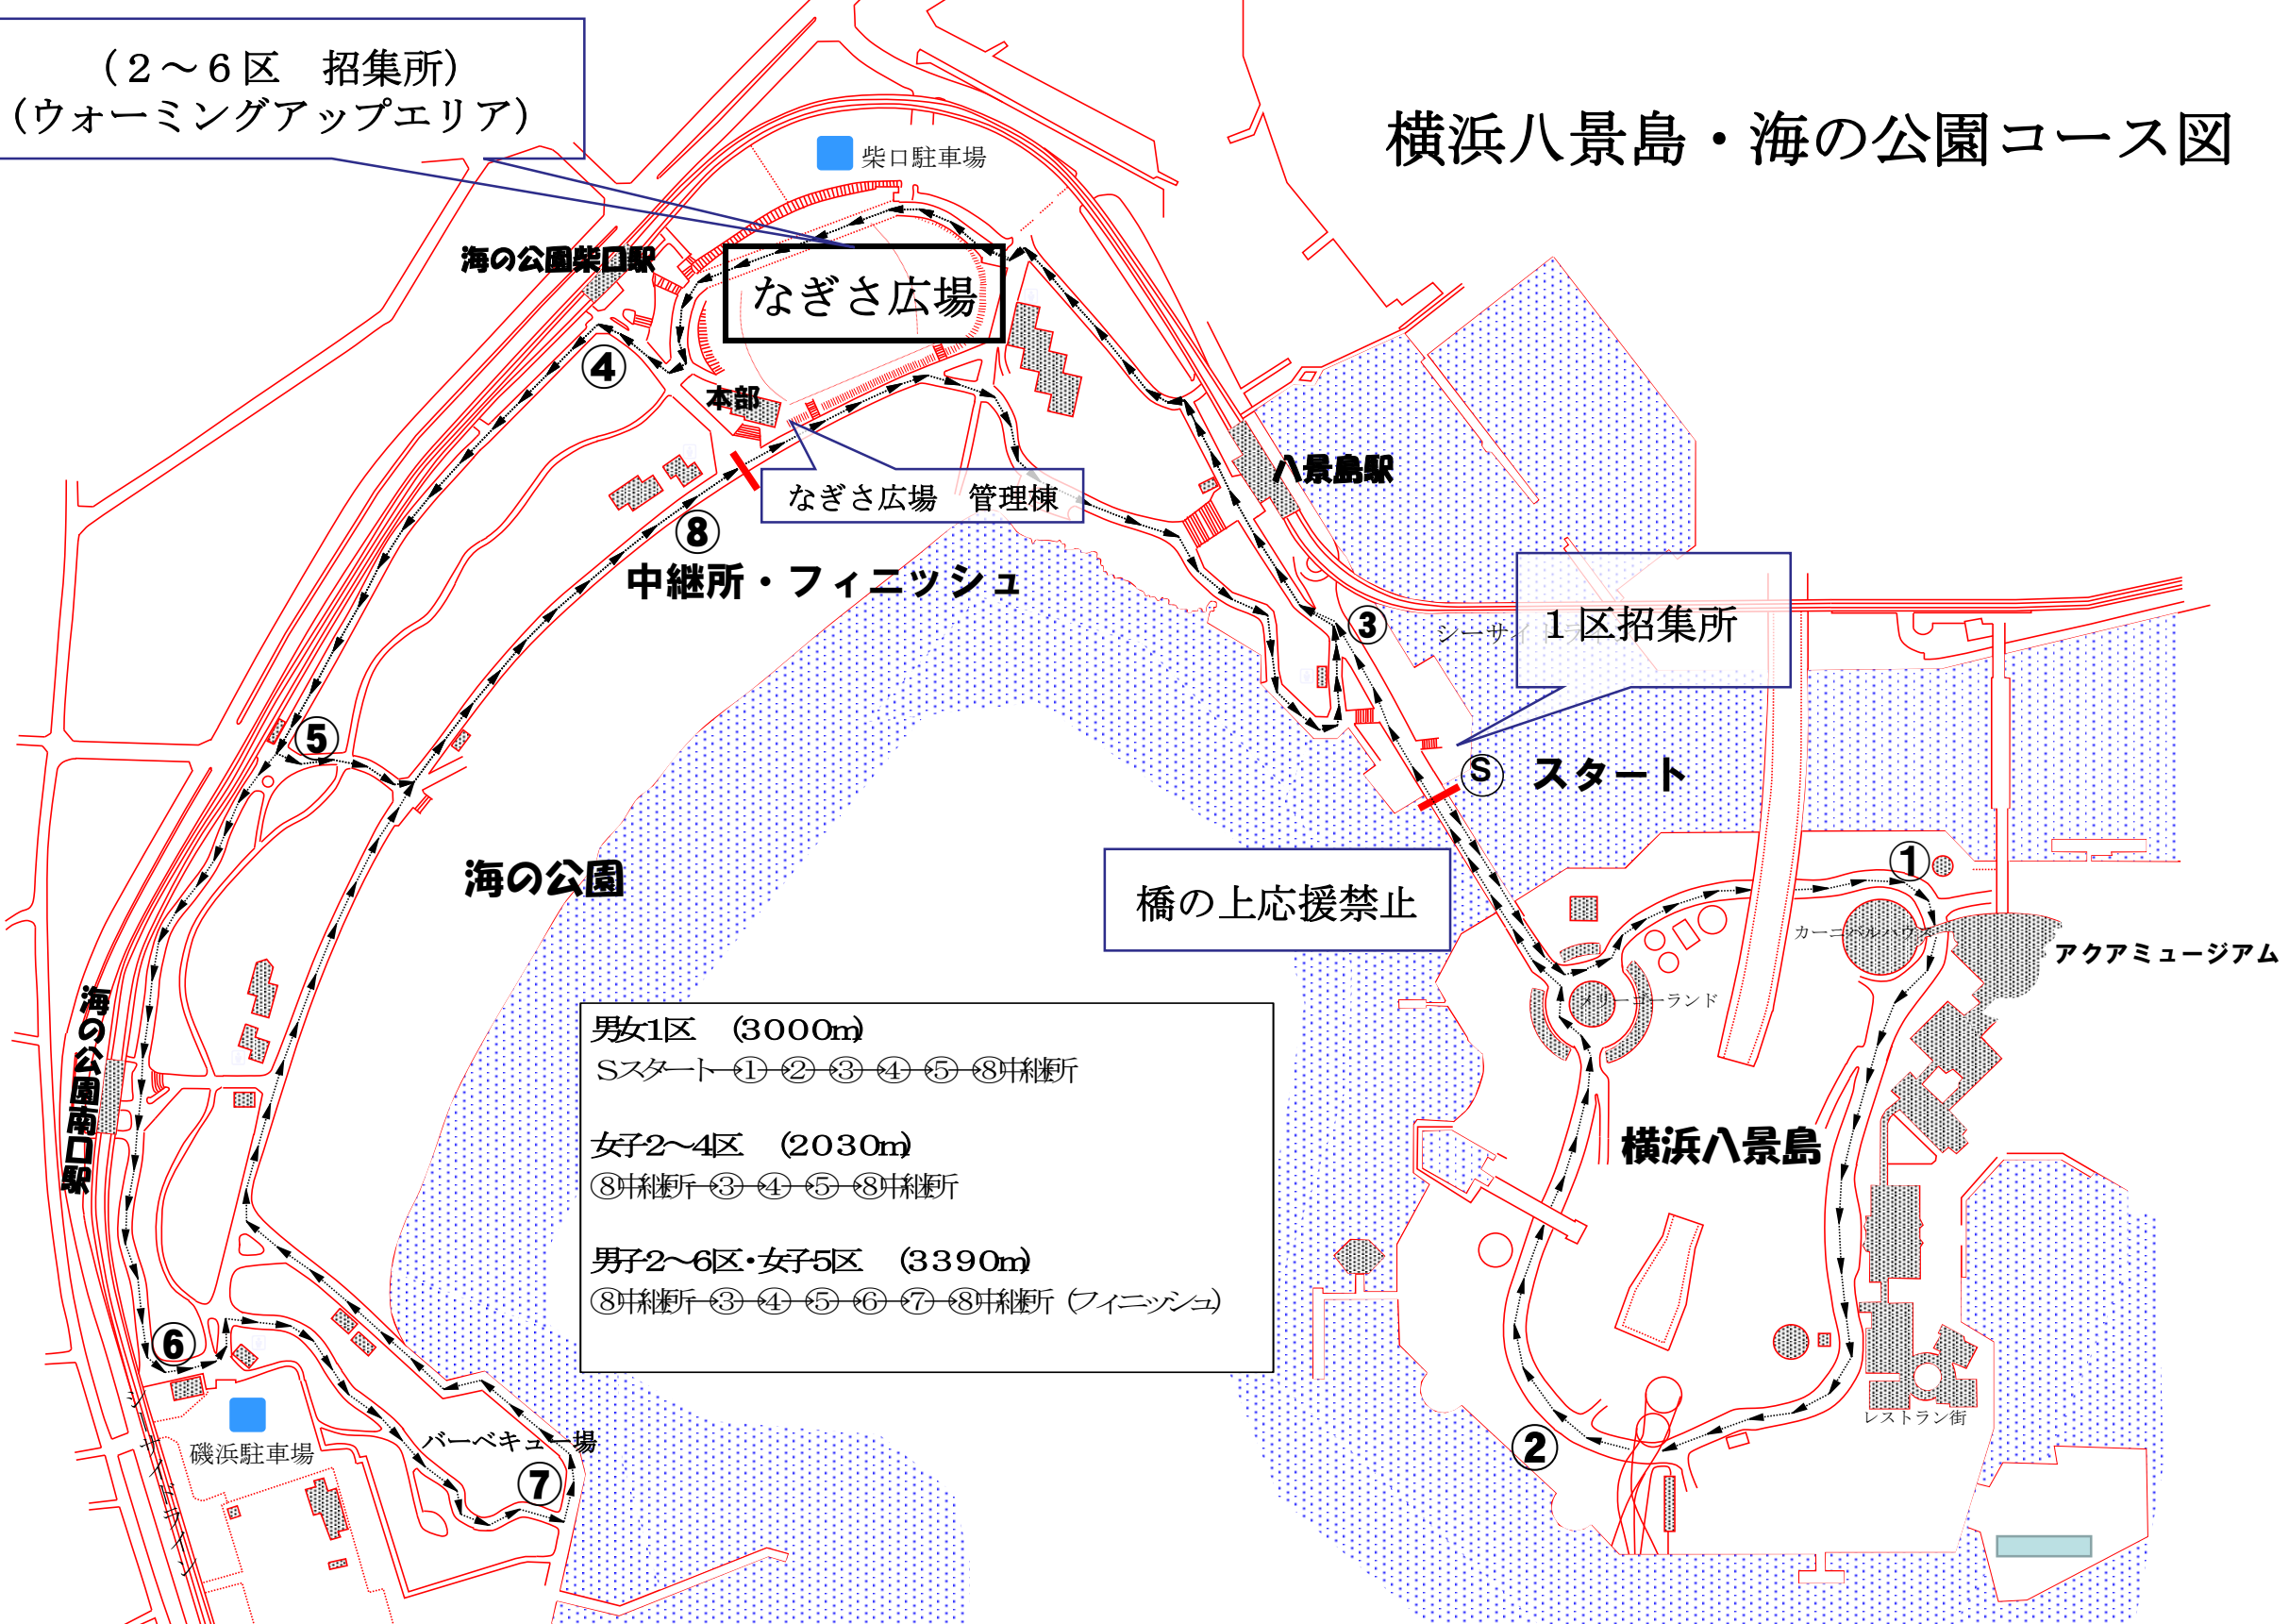 (２～６区　招集所)
(ウォーミングアップエリア)
横浜八景島・海の公園コース図
柴口駐車場
海の公園柴口駅
なぎさ広場
④
本部
八景島駅
なぎさ広場　管理棟
⑧
中継所・フィニッシュ
③
１区招集所
⑤
Ⓢ　スタート
海の公園
橋の上応援禁止
①
カーニバルハウス
アクアミュージアム
メリーゴーランド
海の公園南口駅
男女1区　(3000m)
Sスタート→①→②→③→④→⑤→⑧中継所
女子2～4区　(2030m)
⑧中継所→③→④→⑤→⑧中継所
男子2～6区・女子5区　(3390m)
⑧中継所→③→④→⑤→⑥→⑦→⑧中継所 (フィニッシュ)
横浜八景島
⑥
シーサイドライン
磯浜駐車場
バーベキュー場
⑦
②
レストラン街